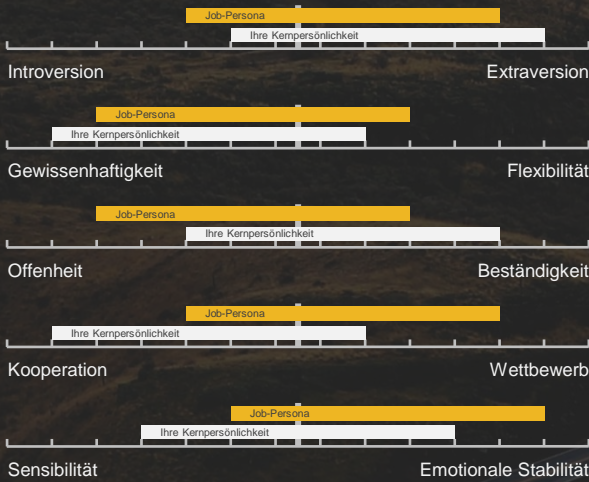 Job-Persona
Ihre Kernpersönlichkeit
Introversion Extraversion
Job-Persona
Ihre Kernpersönlichkeit
Gewissenhaftigkeit Flexibilität
Job-Persona
Ihre Kernpersönlichkeit
Offenheit Beständigkeit
Job-Persona
Ihre Kernpersönlichkeit
Kooperation Wettbewerb
Job-Persona
Ihre Kernpersönlichkeit
Sensibilität Emotionale Stabilität